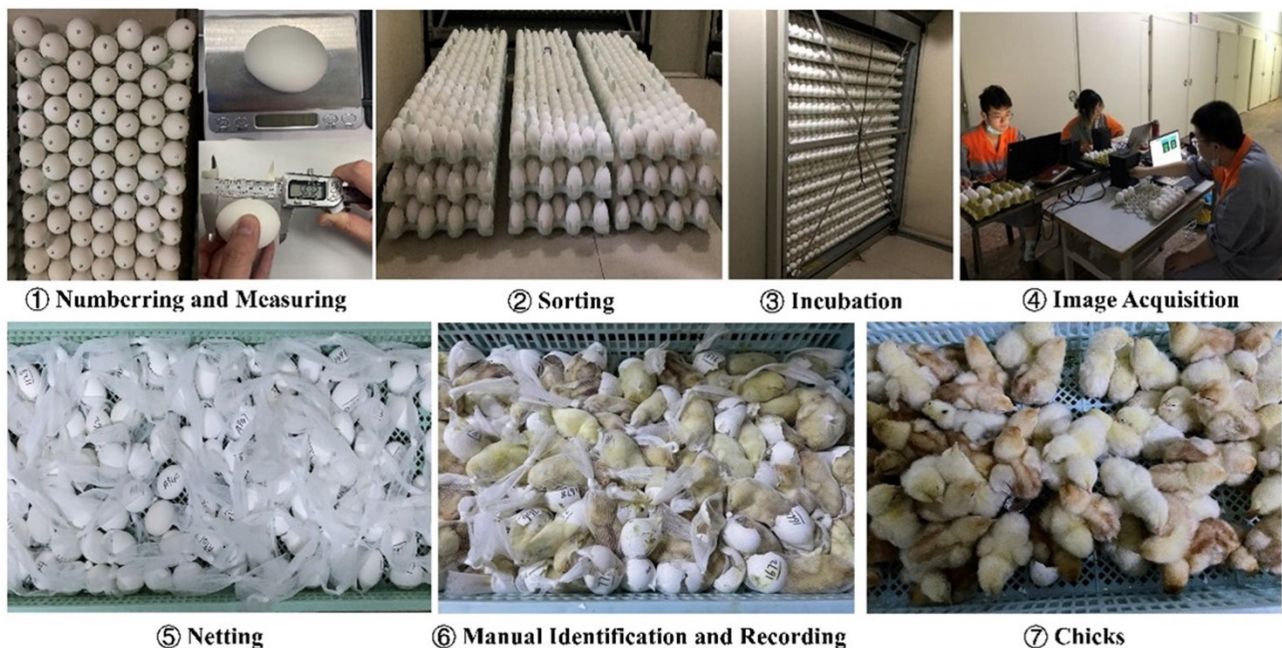 ① Numberring and Measuring
② Sorting
③ Incubation
④ Image Acquisition
⑤ Netting
⑥ Manual Identification and Recording
⑦ Chicks
1672